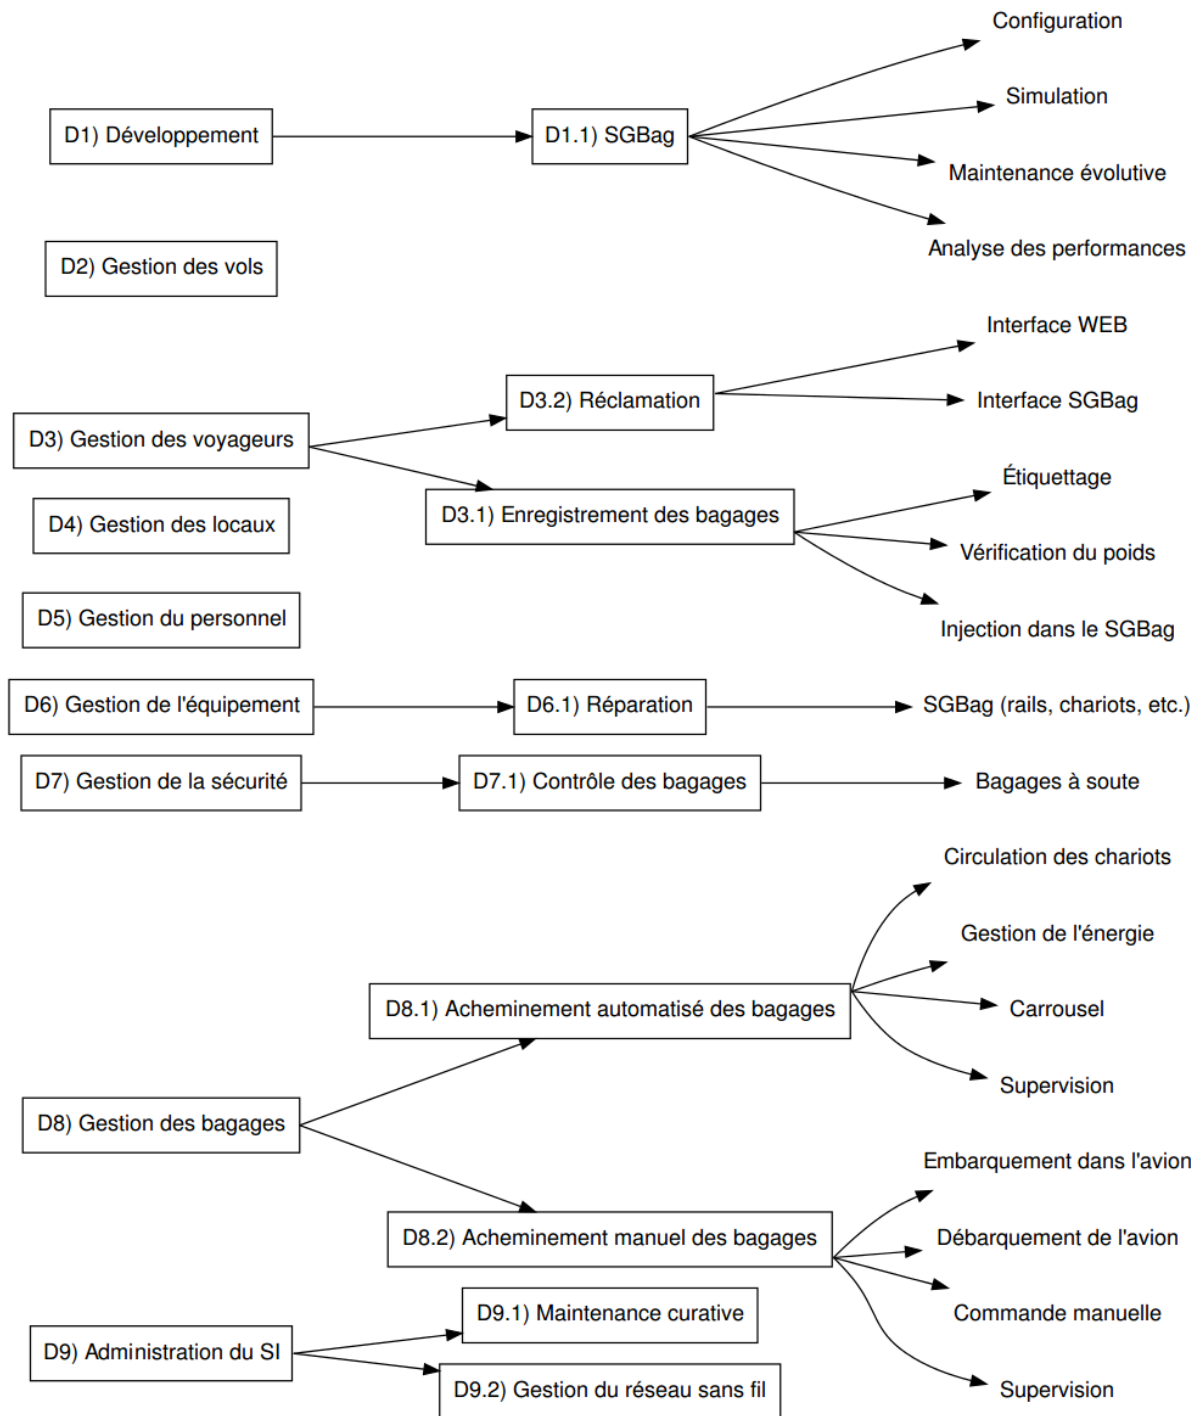 Configuration
Simulation
D1) Développement
D1.1) SGBag
Maintenance évolutive
Analyse des performances
D2) Gestion des vols
Interface WEB
D3.2) Réclamation
Interface SGBag
D3) Gestion des voyageurs
Étiquettage
D3.1) Enregistrement des bagages
D4) Gestion des locaux
Vérification du poids
D5) Gestion du personnel
Injection dans le SGBag
D6) Gestion de l'équipement
D6.1) Réparation
SGBag (rails, chariots, etc.)
D7) Gestion de la sécurité
D7.1) Contrôle des bagages
Bagages à soute
Circulation des chariots
Gestion de l'énergie
D8.1) Acheminement automatisé des bagages
Carrousel
Supervision
D8) Gestion des bagages
Embarquement dans l'avion
D8.2) Acheminement manuel des bagages
Débarquement de l'avion
Commande manuelle
D9.1) Maintenance curative
D9) Administration du SI
D9.2) Gestion du réseau sans fil
Supervision